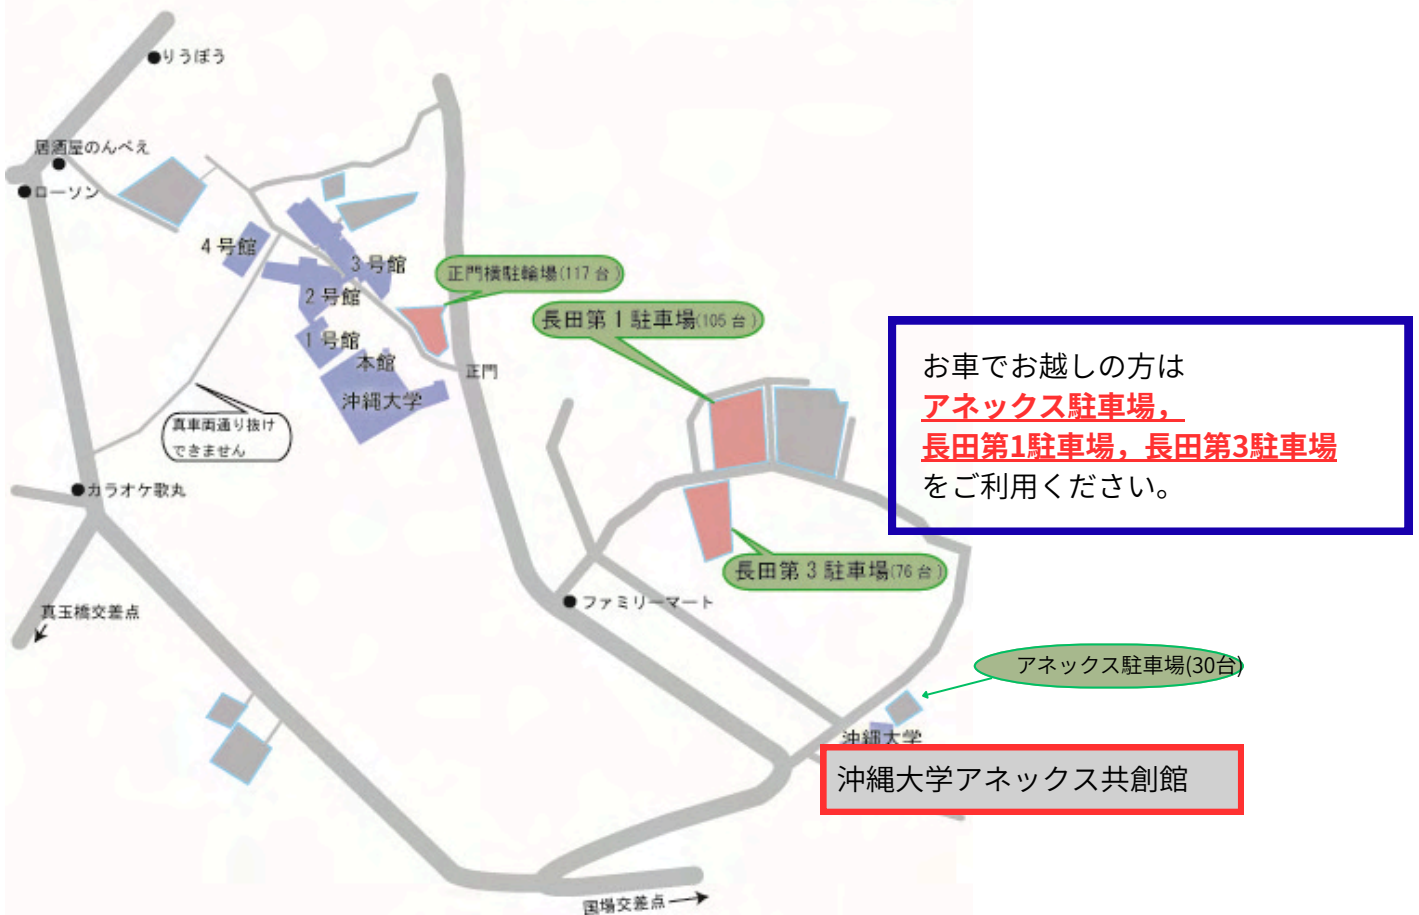 りうぼう
居酒屋のんべえ
ローソン
4号館
3号館
正門横駐輪場(117台)
2号館
長田第1駐車場(105台)
1号館
本館
正門
沖縄大学
お車でお越しの方は
アネックス駐車場，
長田第1駐車場，長田第3駐車場
をご利用ください。
真車両通り抜け
できません
カラオケ歌丸
長田第3駐車場(76台)
真玉橋交差点
ファミリーマート
アネックス駐車場(30台)
沖縄大学
沖縄大学アネックス共創館
国場交差点